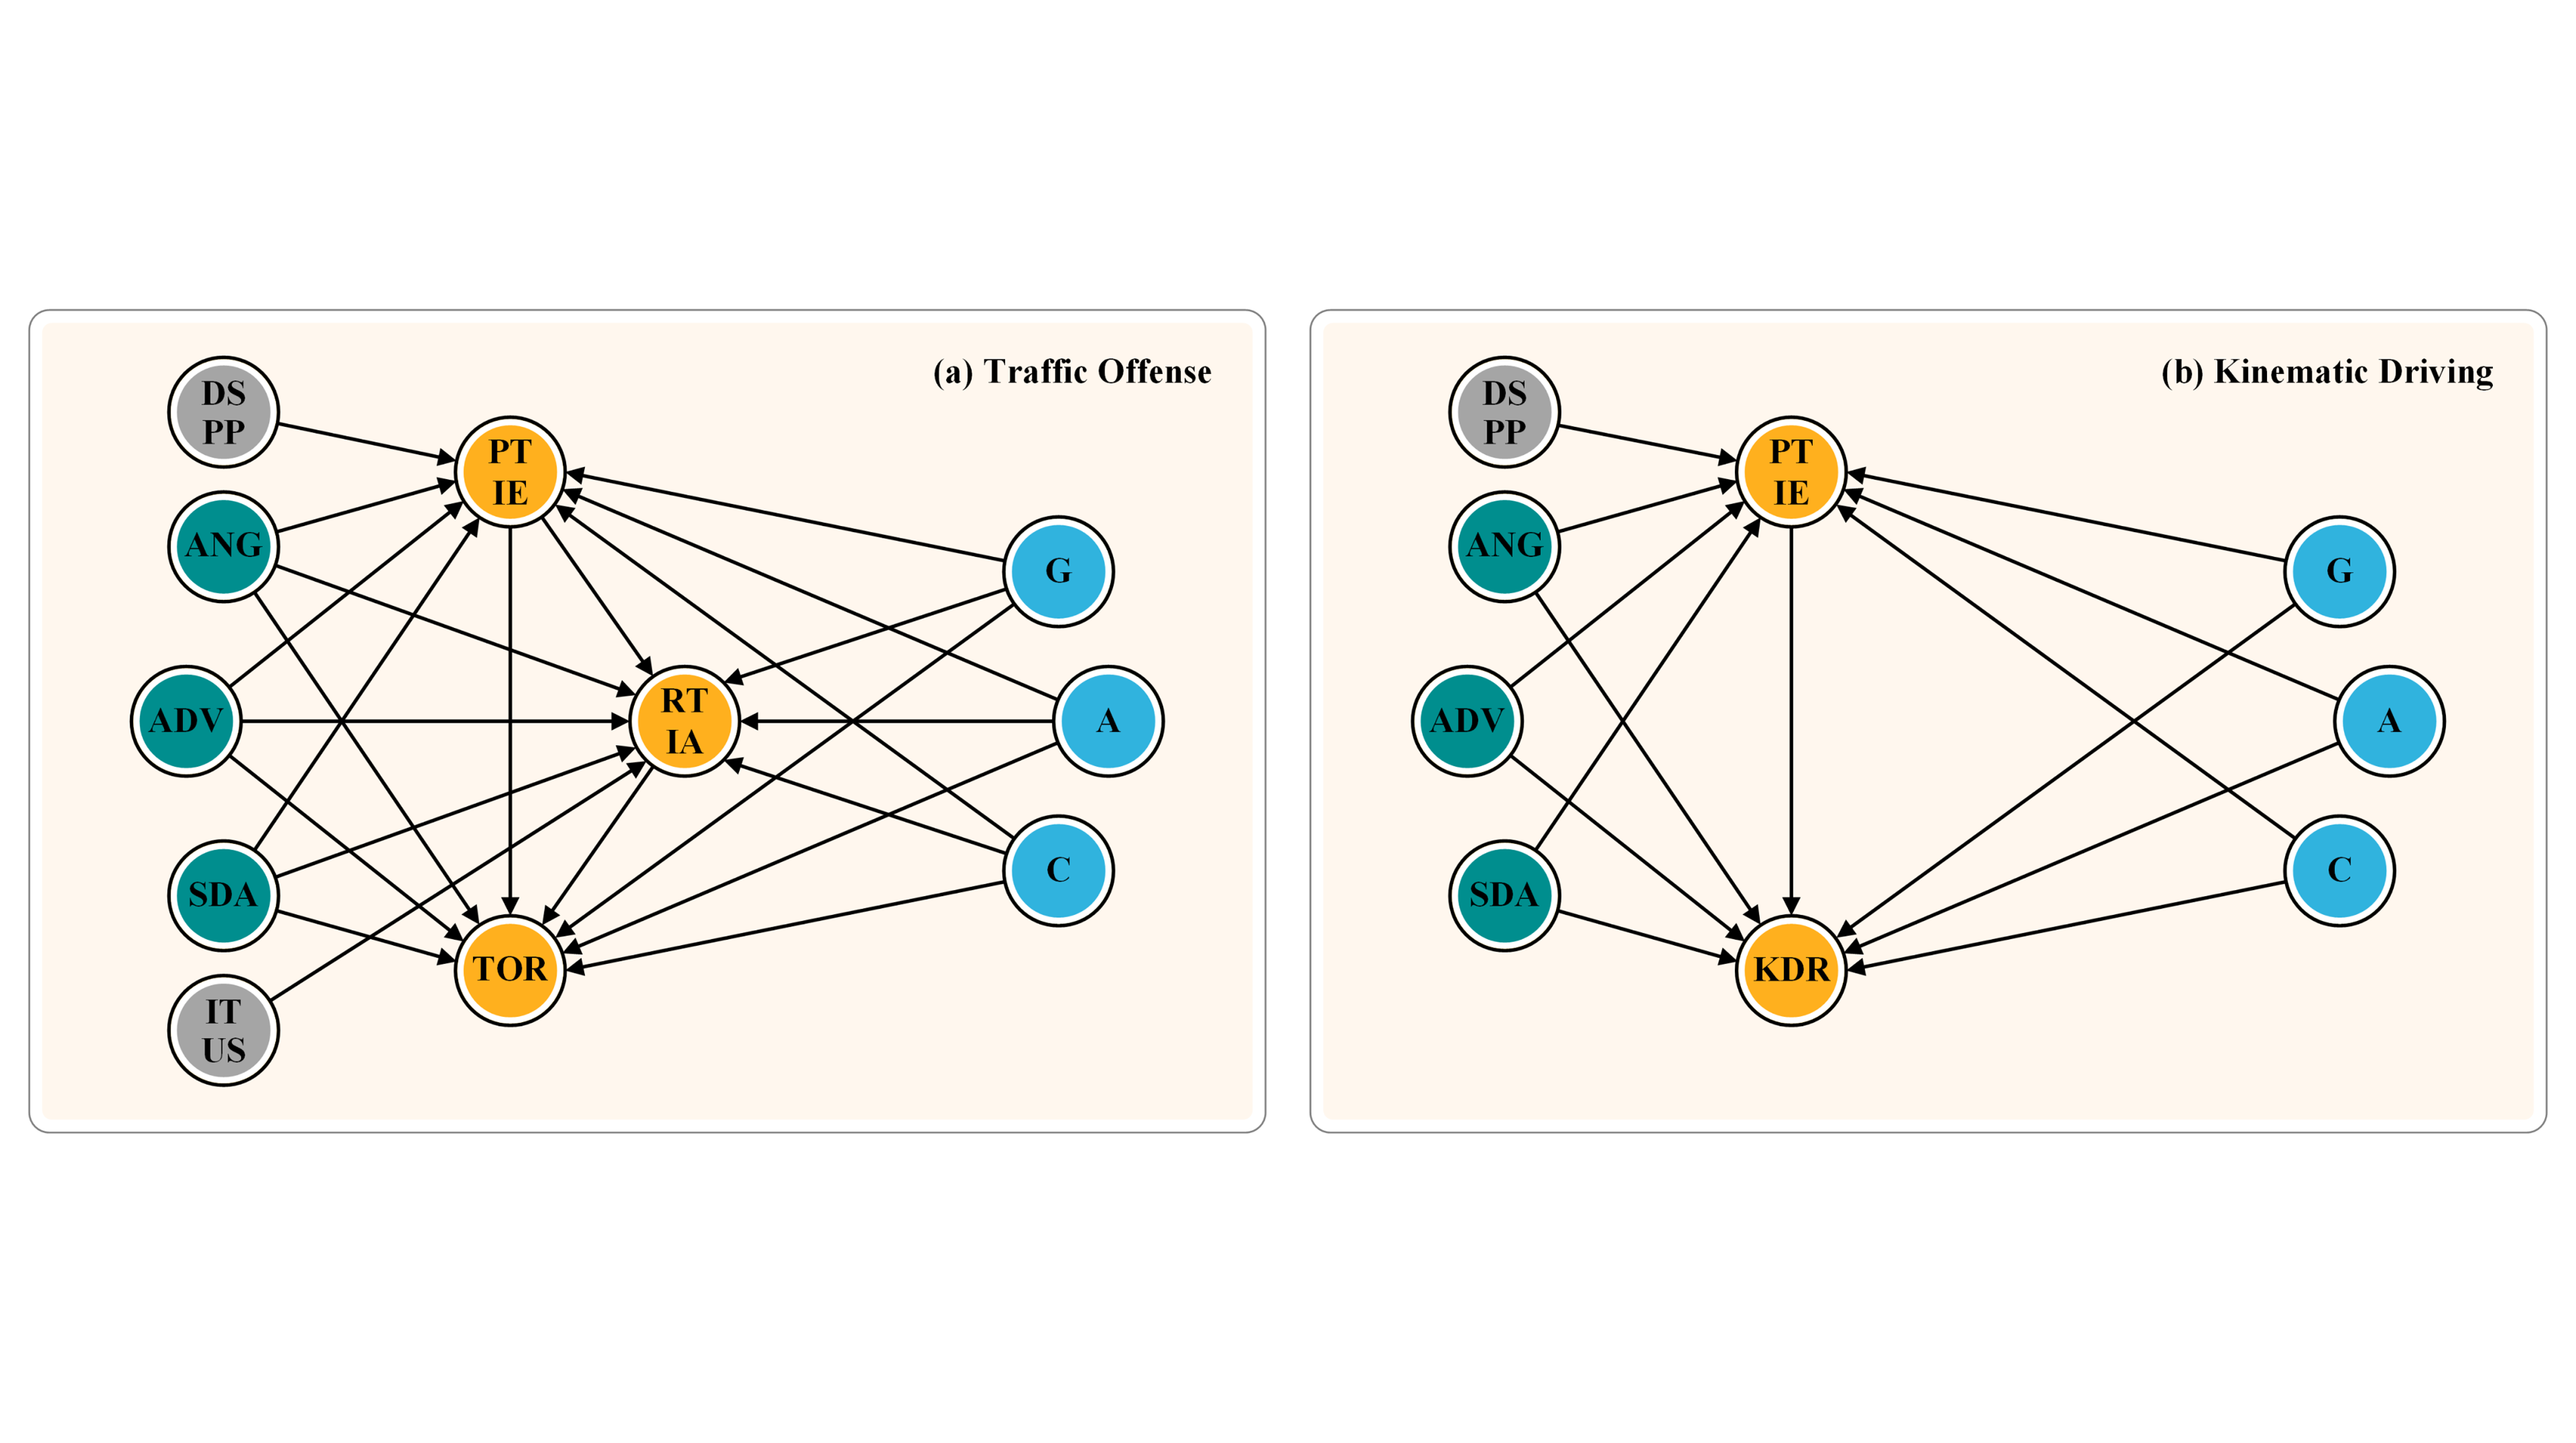 (a) Traffic Offense
DS
PP
PT
IE
ANG
G
ADV
RT
IA
A
SDA
C
TOR
IT
US
(b) Kinematic Driving
DS
PP
PT
IE
ANG
G
ADV
A
SDA
C
KDR